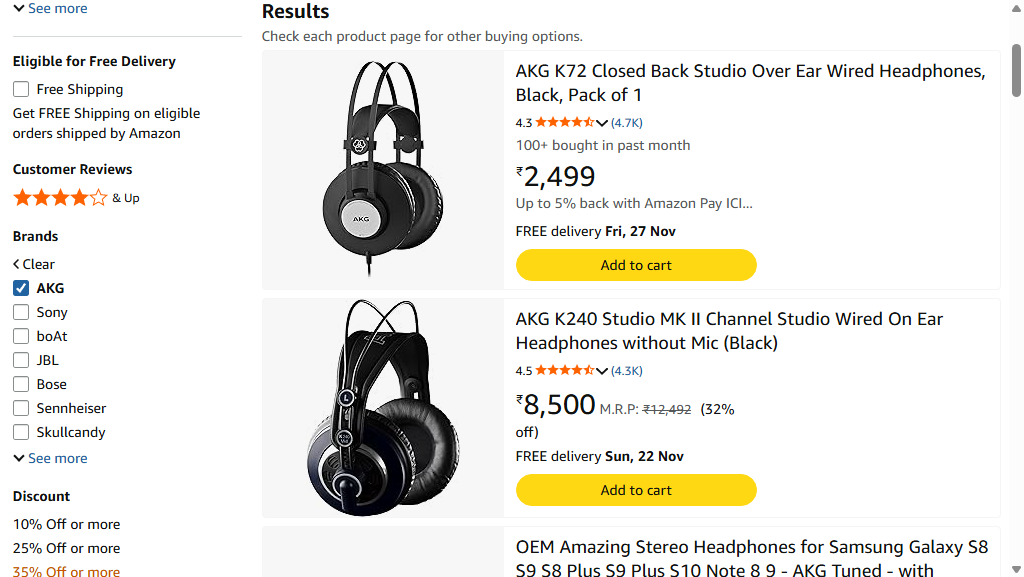 See more
Eligible for Free Delivery
Free Shipping
Get FREE Shipping on eligible
orders shipped by Amazon
Customer Reviews
& Up
Brands
Clear
AKG
Sony
boAt
JBL
Bose
Sennheiser
Skullcandy
See more
Discount
10% Off or more
25% Off or more
35% Off or more
Results
Check each product page for other buying options.
AKG
AKG K72 Closed Back Studio Over Ear Wired Headphones,
Black, Pack of 1
4.3 (4.7K)
100+ bought in past month
₹2,499
Up to 5% back with Amazon Pay ICI...
FREE delivery Fri, 27 Nov
Add to cart
L
K240
AKG K240 Studio MK II Channel Studio Wired On Ear
Headphones without Mic (Black)
4.5 (4.3K)
₹8,500 M.R.P: ₹12,492 (32%
off)
FREE delivery Sun, 22 Nov
Add to cart
OEM Amazing Stereo Headphones for Samsung Galaxy S8
S9 S8 Plus S9 Plus S10 Note 8 9 - AKG Tuned - with